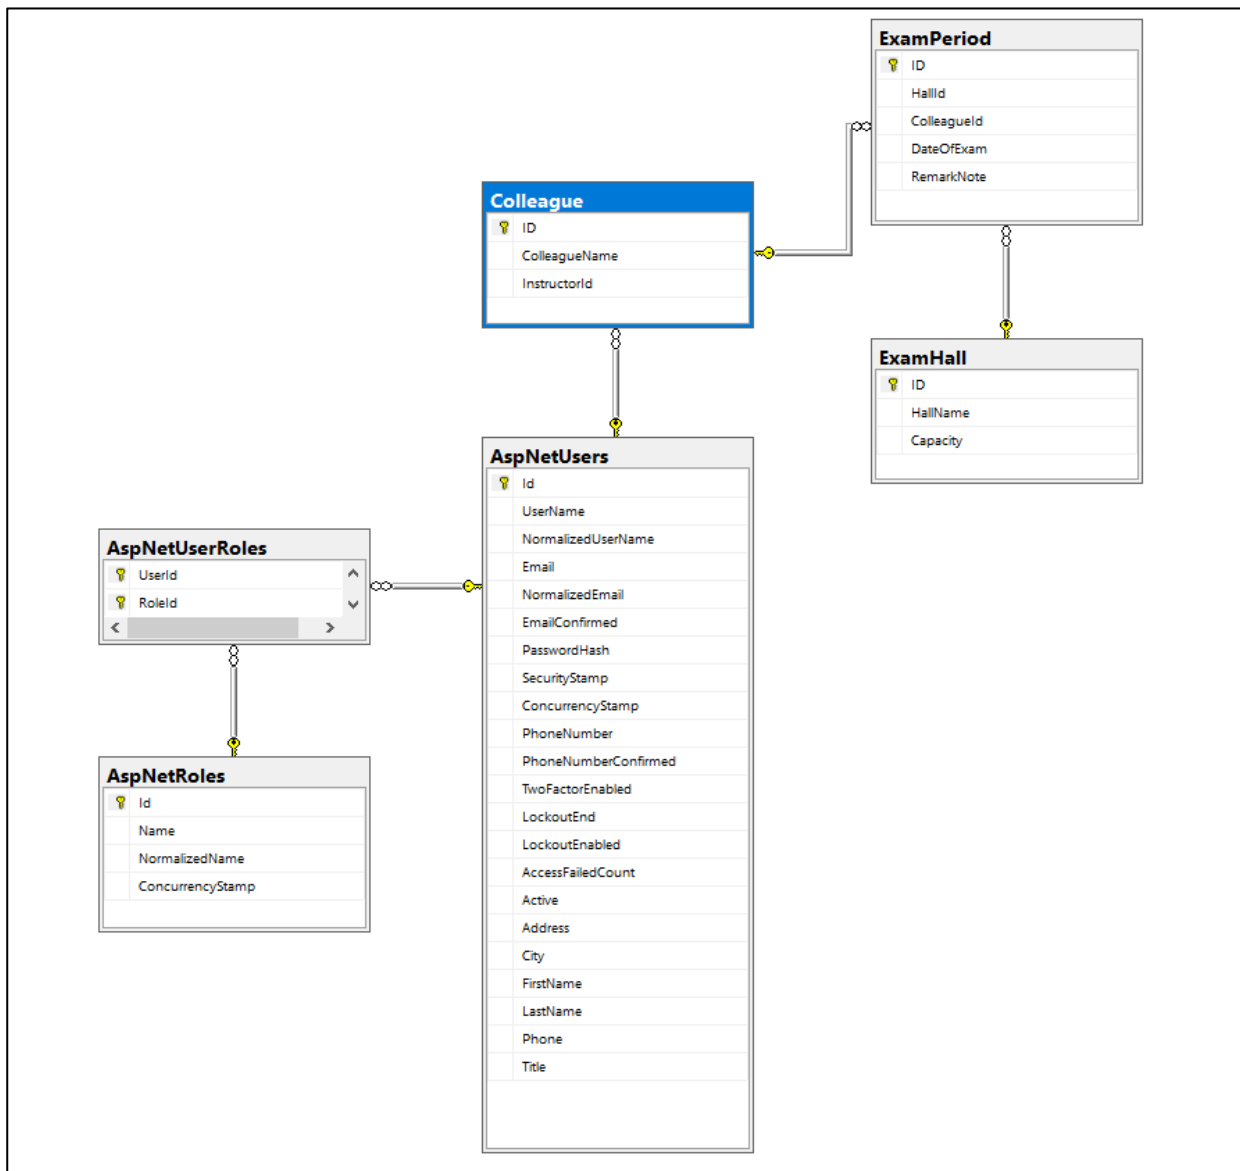 ExamPeriod
ID
HallId
ColleagueId
DateOfExam
RemarkNote
Colleague
ID
ColleagueName
InstructorId
ExamHall
ID
HallName
Capacity
AspNetUsers
Id
UserName
NormalizedUserName
Email
NormalizedEmail
EmailConfirmed
PasswordHash
SecurityStamp
ConcurrencyStamp
PhoneNumber
PhoneNumberConfirmed
TwoFactorEnabled
LockoutEnd
LockoutEnabled
AccessFailedCount
Active
Address
City
FirstName
LastName
Phone
Title
AspNetUserRoles
UserId
RoleId
AspNetRoles
Id
Name
NormalizedName
ConcurrencyStamp